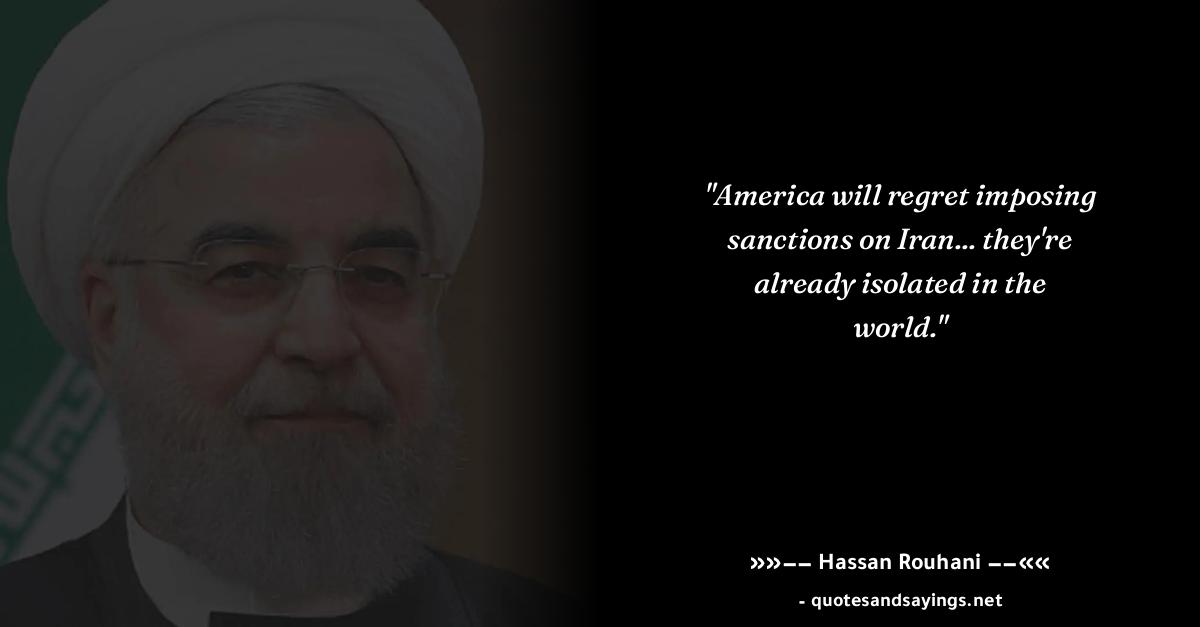 "America will regret imposing
sanctions on Iran... they're
already isolated in the
world."
»»-- Hassan Rouhani --««
- quotesandsayings.net